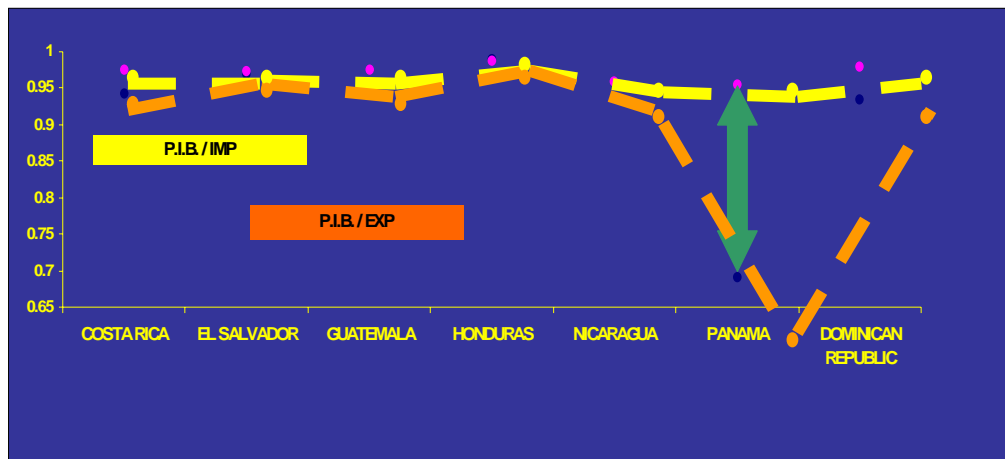 1
0.95
0.9
0.85
0.8
0.75
0.7
0.65
P.I.B. / IMP
P.I.B. / EXP
COSTA RICA
EL SALVADOR
GUATEMALA
HONDURAS
NICARAGUA
PANAMA
DOMINICAN
REPUBLIC